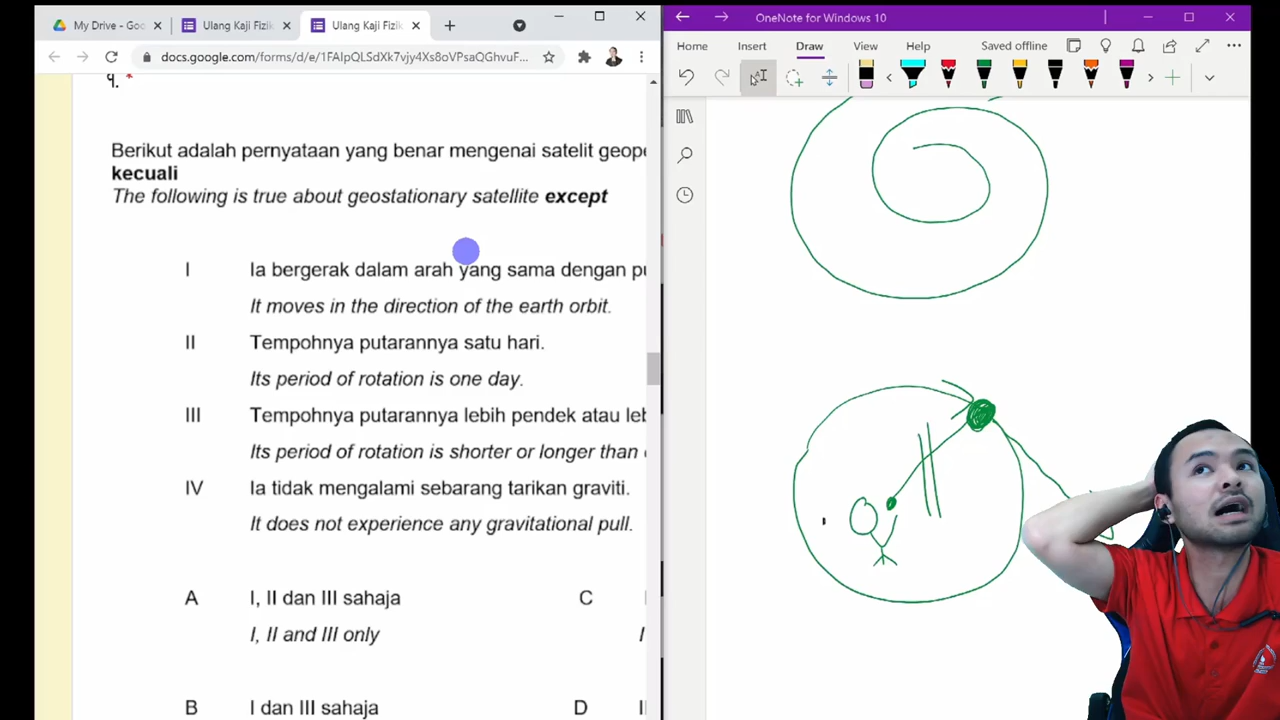 My Drive - Goo
Ulang Kaji Fizik
Ulang Kaji Fizik
docs.google.com/forms/d/e/1FAIpQLSdXk7vjy4Xs8oVPsaQGhvuF...
9. *
Berikut adalah pernyataan yang benar mengenai satelit geope
kecuali
The following is true about geostationary satellite except
I Ia bergerak dalam arah yang sama dengan pu
It moves in the direction of the earth orbit.
II Tempohnya putarannya satu hari.
Its period of rotation is one day.
III Tempohnya putarannya lebih pendek atau leb
Its period of rotation is shorter or longer than
IV Ia tidak mengalami sebarang tarikan graviti.
It does not experience any gravitational pull.
A I, II dan III sahaja C
I, II and III only
B I dan III sahaja D
OneNote for Windows 10
Home Insert Draw View Help Saved offline